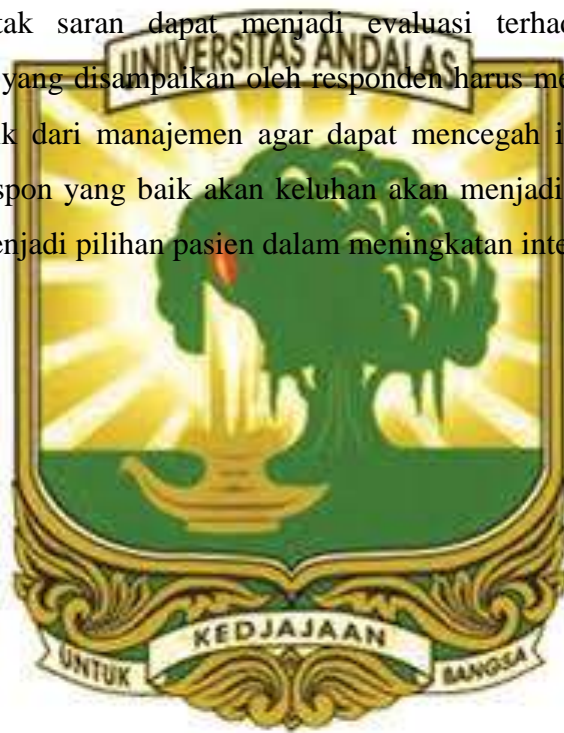 tak saran dapat menjadi evaluasi terhad
UNIVERSITAS ANDALAS
yang disampaikan oleh responden harus me
k dari manajemen agar dapat mencegah i
spon yang baik akan keluhan akan menjadi
enjadi pilihan pasien dalam meningkatan inte
KEDJAJAAN
UNTUK
BANGSA